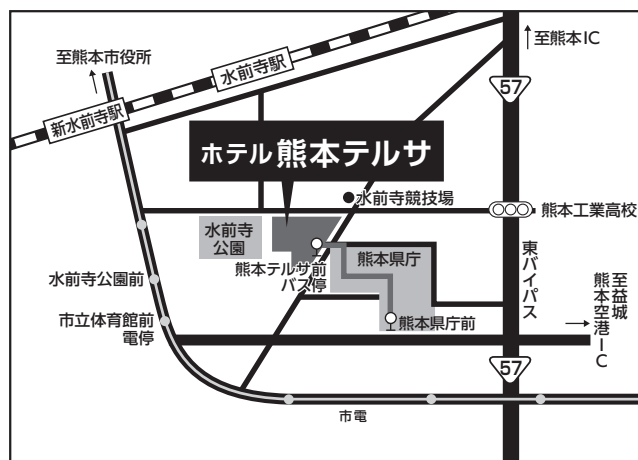 至熊本市役所
水前寺駅
至熊本IC
57
新水前寺駅
ホテル 熊本テルサ
水前寺競技場
熊本工業高校
水前寺
公園
熊本県庁
熊本テルサ前
バス停
東バイパス
至益城
熊本空港IC
水前寺公園前
市立体育館前
電停
熊本県庁前
57
市電